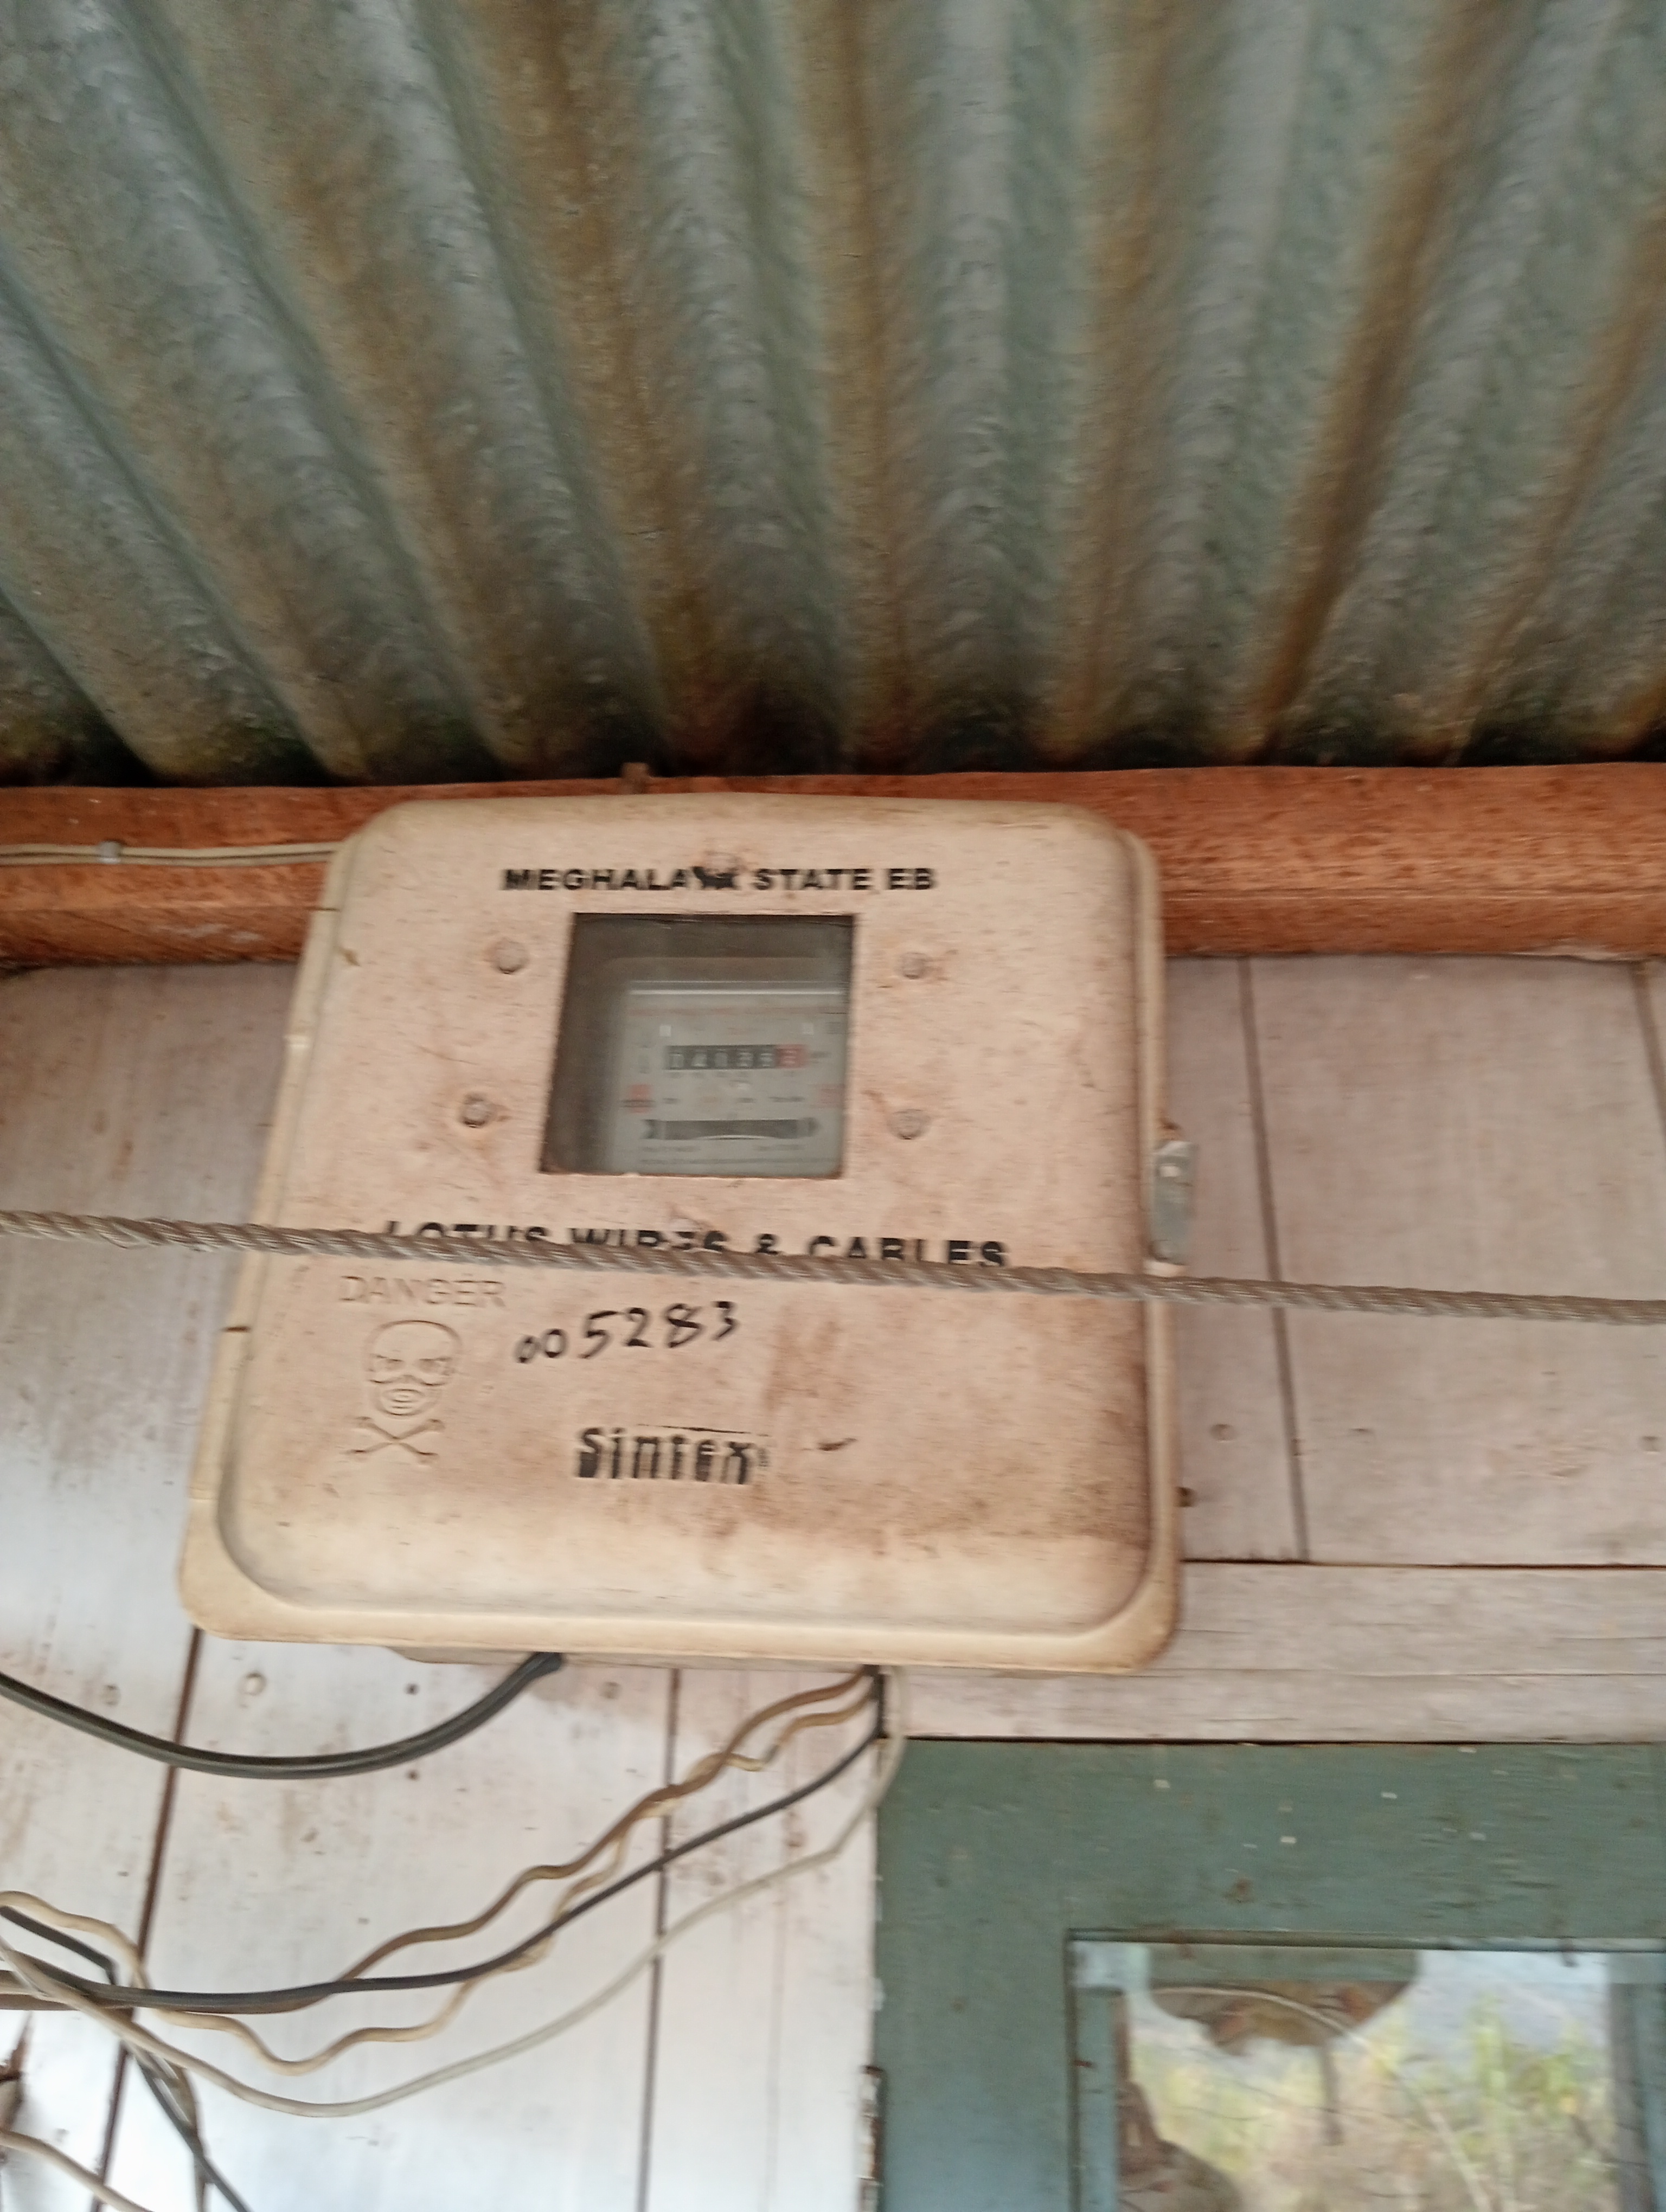 MEGHALAYA STATE EB
LOTUS WIRES & CABLES
DANGER
005283
Sintex